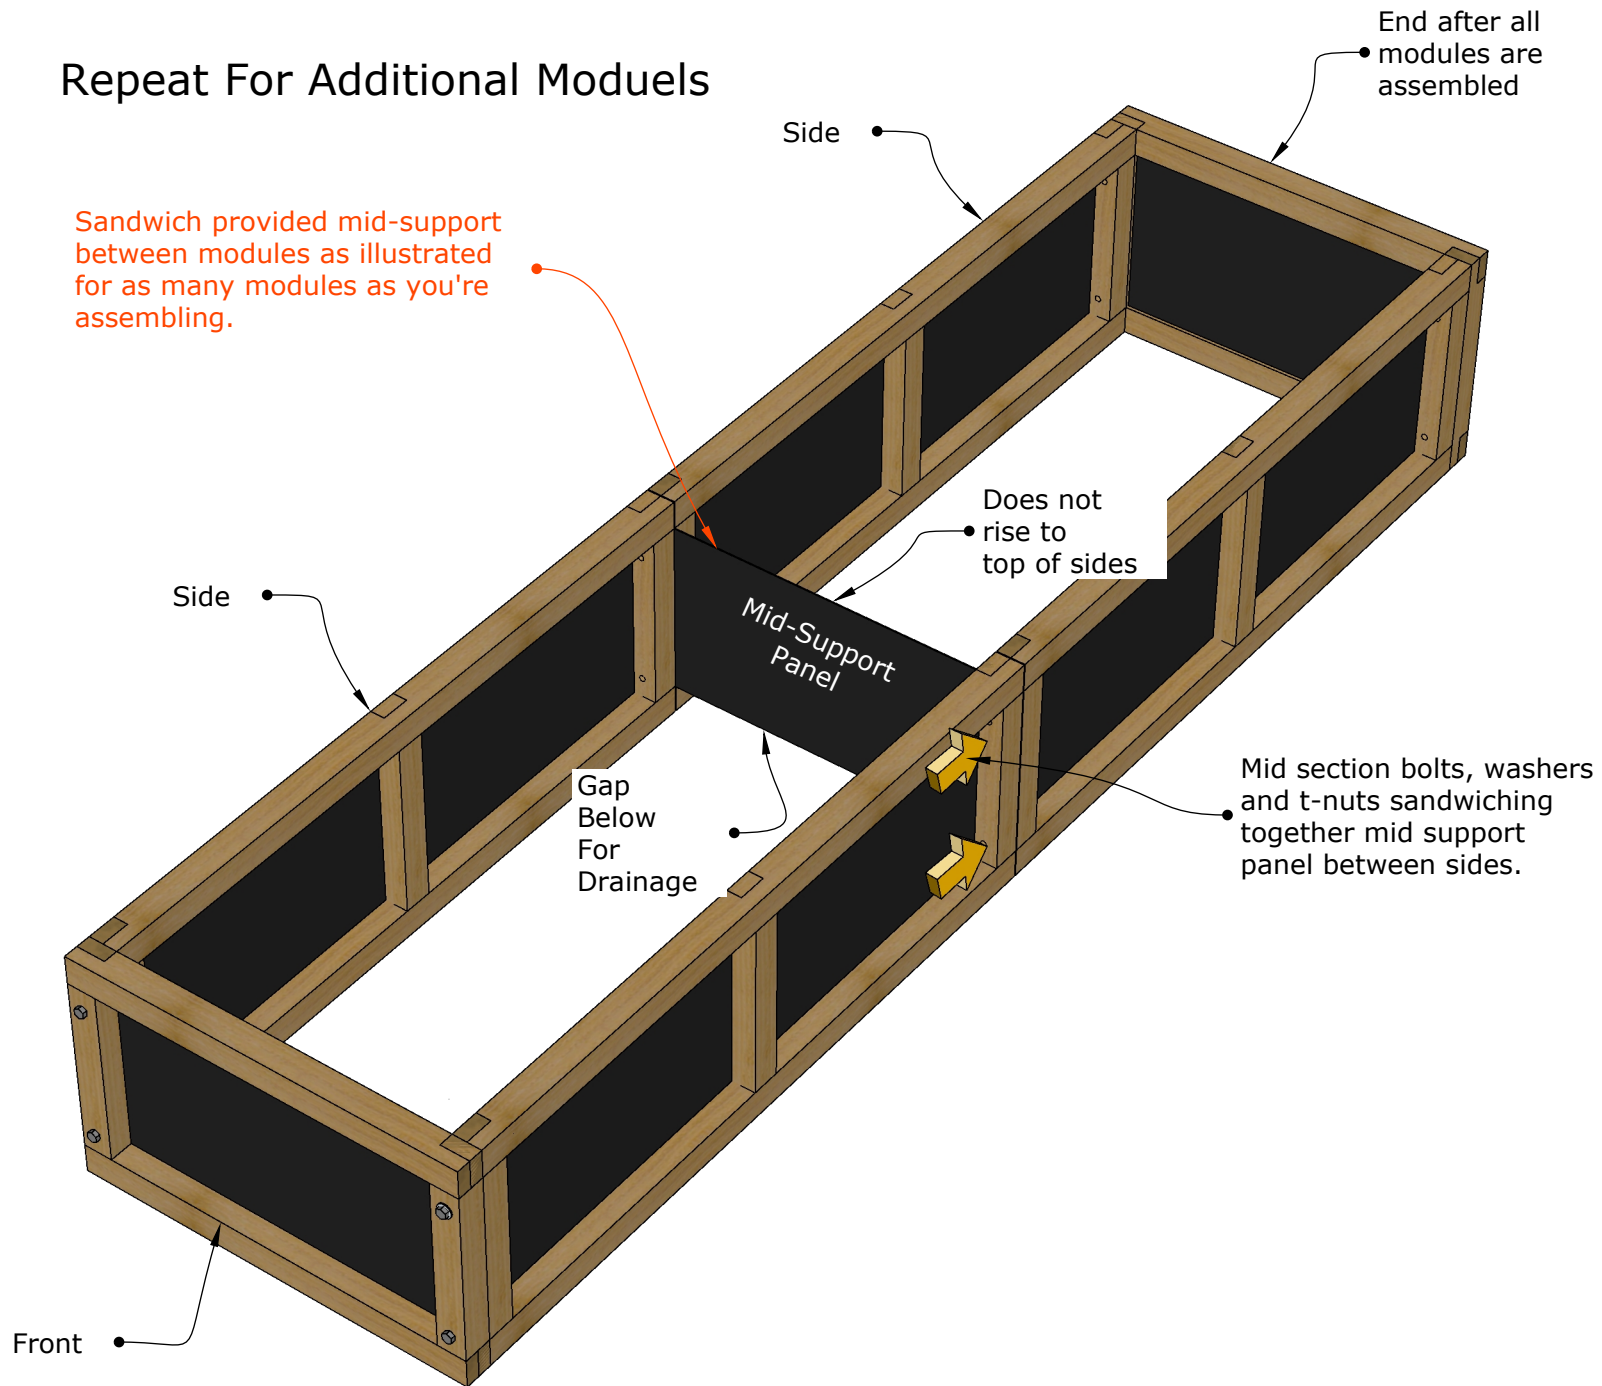 Repeat For Additional Moduels
End after all
modules are
assembled
Side
Sandwich provided mid-support
between modules as illustrated
for as many modules as you're
assembling.
Does not
rise to
top of sides
Side
Mid-Support
Panel
Gap
Below
For
Drainage
Mid section bolts, washers
and t-nuts sandwiching
together mid support
panel between sides.
Front